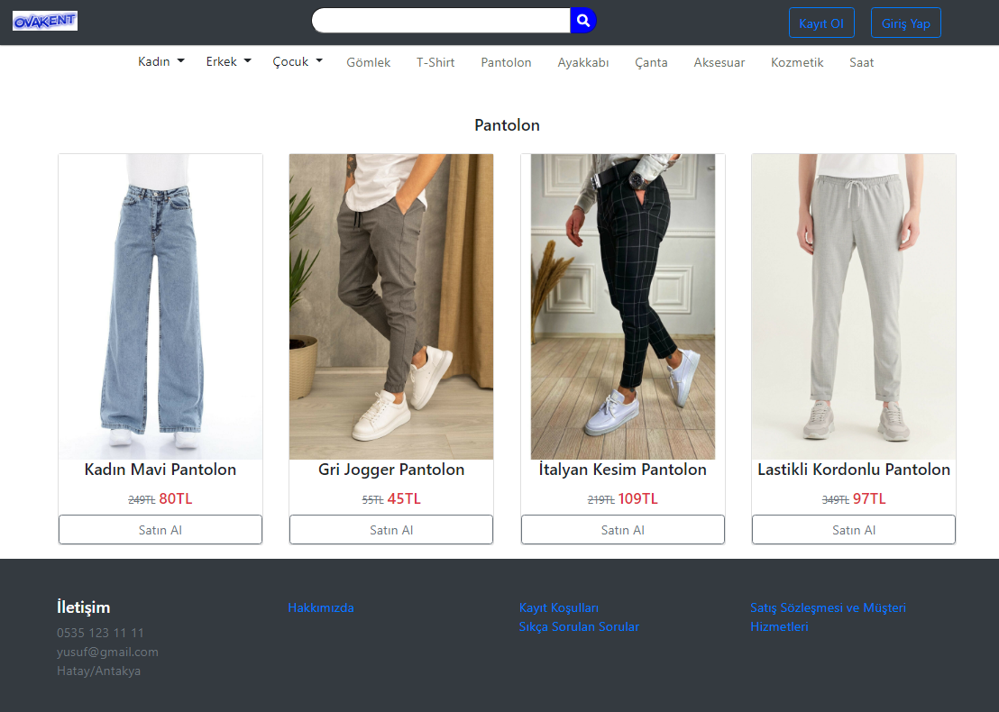 OVAKENT
Kayıt Ol
Giriş Yap
Kadın
Erkek
Çocuk
Gömlek
T-Shirt
Pantolon
Ayakkabı
Çanta
Aksesuar
Kozmetik
Saat
Pantolon
Kadın Mavi Pantolon
249TL 80TL
Satın Al
Gri Jogger Pantolon
55TL 45TL
Satın Al
İtalyan Kesim Pantolon
219TL 109TL
Satın Al
Lastikli Kordonlu Pantolon
349TL 97TL
Satın Al
İletişim
0535 123 11 11
yusuf@gmail.com
Hatay/Antakya
Hakkımızda
Kayıt Koşulları
Sıkça Sorulan Sorular
Satış Sözleşmesi ve Müşteri
Hizmetleri